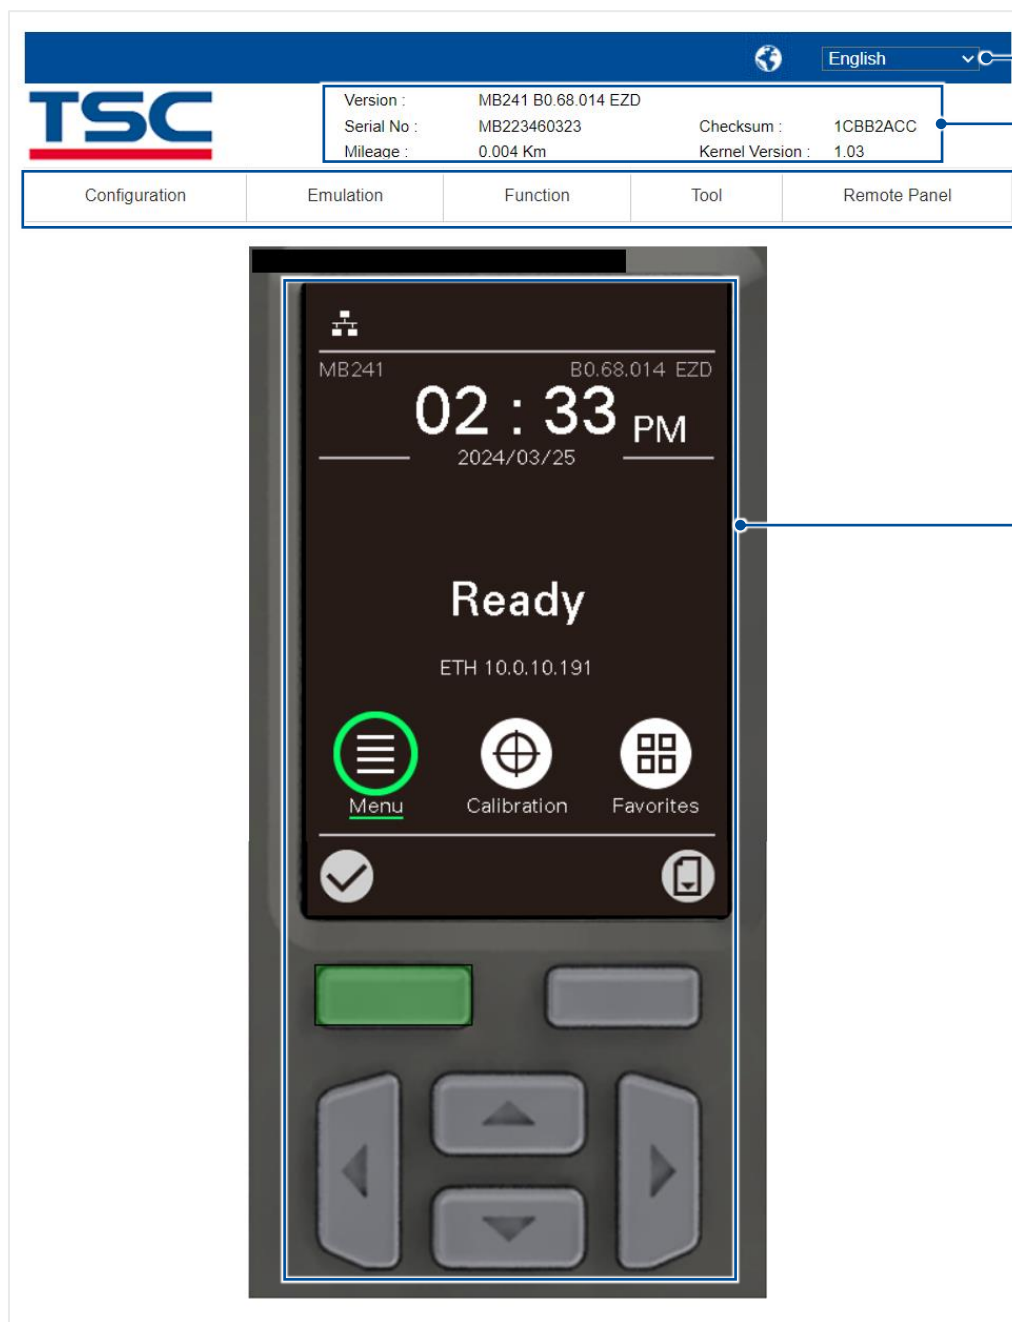 English
TSC
Version : MB241 B0.68.014 EZD
Serial No : MB223460323 Checksum : 1CBB2ACC
Mileage : 0.004 Km Kernel Version : 1.03
Configuration Emulation Function Tool Remote Panel
MB241 B0.68.014 EZD
02 : 33 PM
2024/03/25
Ready
ETH 10.0.10.191
Menu Calibration Favorites